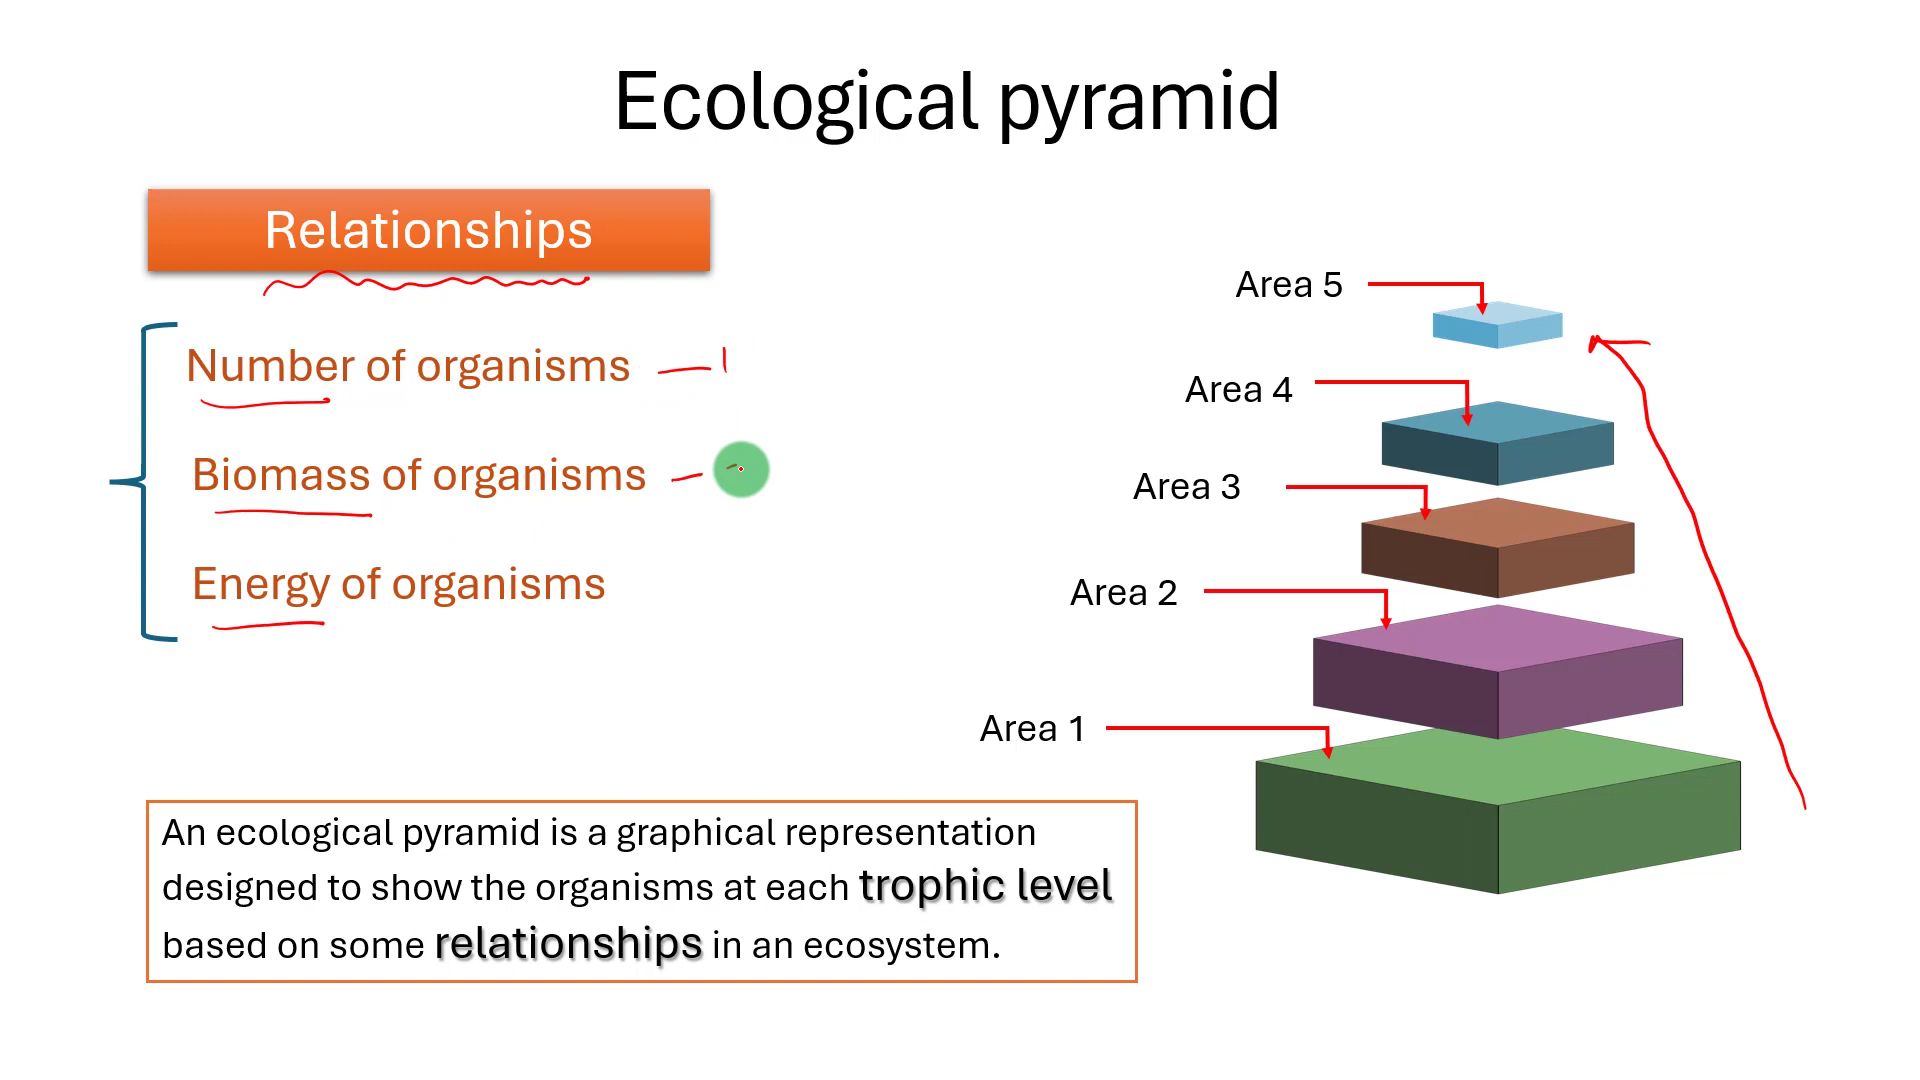 Ecological pyramid
Relationships
Number of organisms
Biomass of organisms
Energy of organisms
Area 5
Area 4
Area 3
Area 2
Area 1
An ecological pyramid is a graphical representation
designed to show the organisms at each trophic level
based on some relationships in an ecosystem.